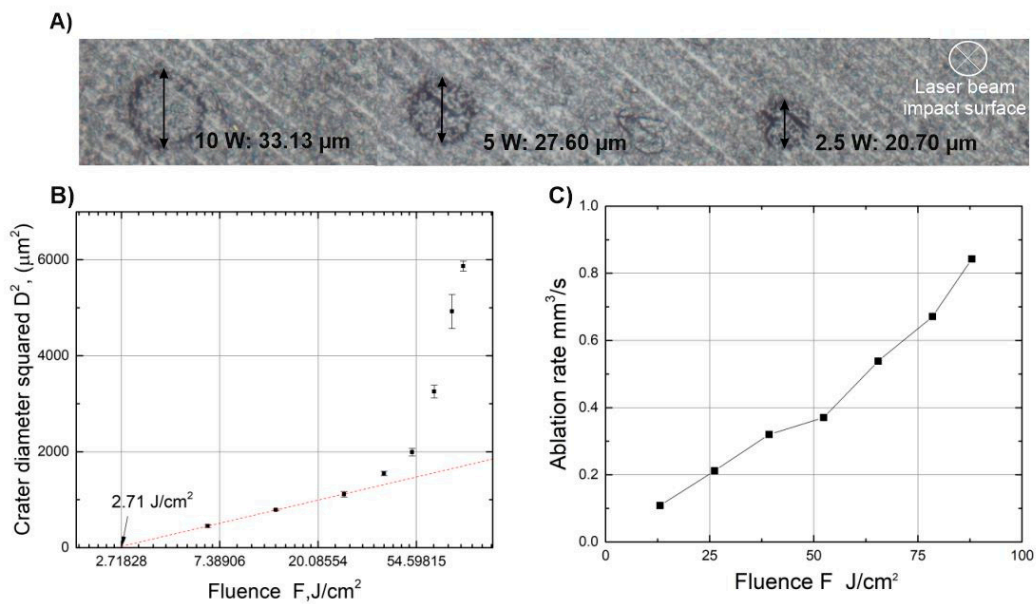 A)
Laser beam
impact surface
10 W: 33.13 µm
5 W: 27.60 µm
2.5 W: 20.70 µm
B)
Crater diameter squared D², (µm²)
6000
4000
2000
0
2.71 J/cm²
2.71828
7.38906
20.08554
54.59815
Fluence F,J/cm²
C)
Ablation rate mm³/s
1.0
0.8
0.6
0.4
0.2
0.0
0
25
50
75
100
Fluence F J/cm²